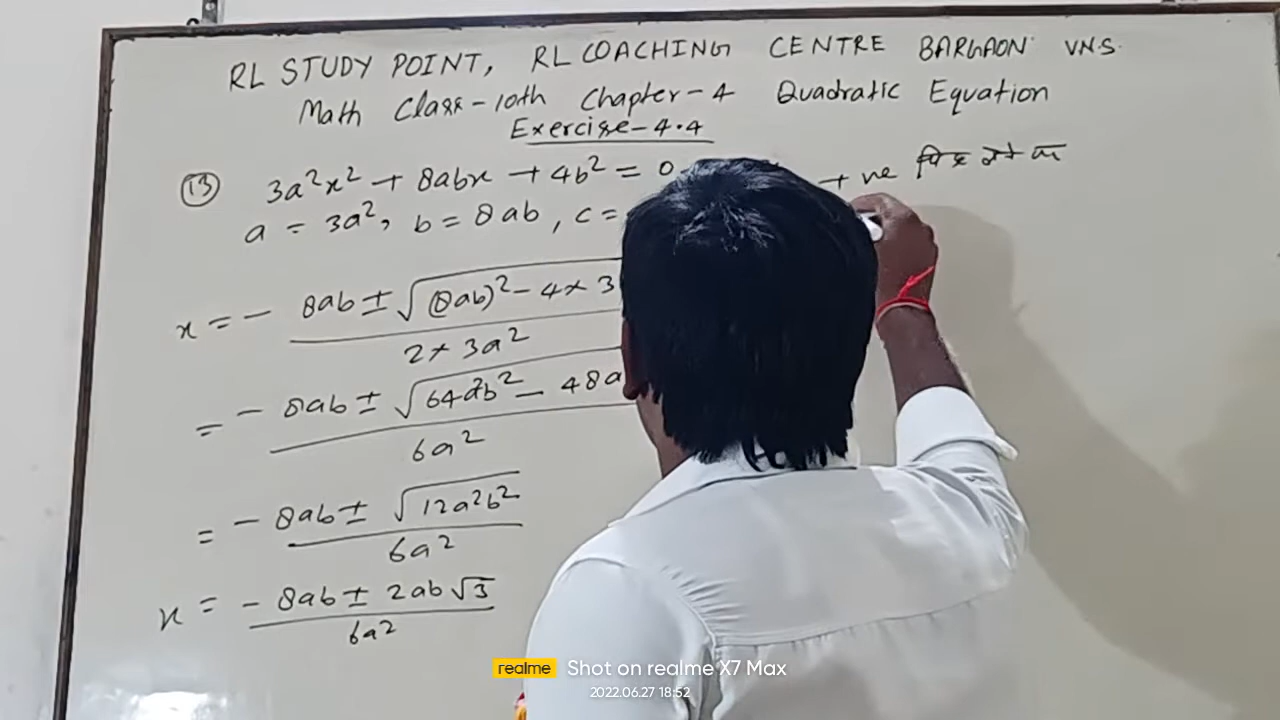 RL STUDY POINT, RL COACHING CENTRE BARGAON VNS.
Math Class-10th Chapter-4 Quadratic Equation
Exercise-4.4
(13) 3a²x² + 8abx + 4b² = 0
+ ve
a = 3a², b = 8ab, c =
x = - 8ab ± √(8ab)² - 4 × 3
2 × 3a²
= - 8ab ± √64a²b² - 48a
6a²
= - 8ab ± √12a²b²
6a²
x = - 8ab ± 2ab√3
6a²
realme Shot on realme X7 Max
2022.06.27 18:52